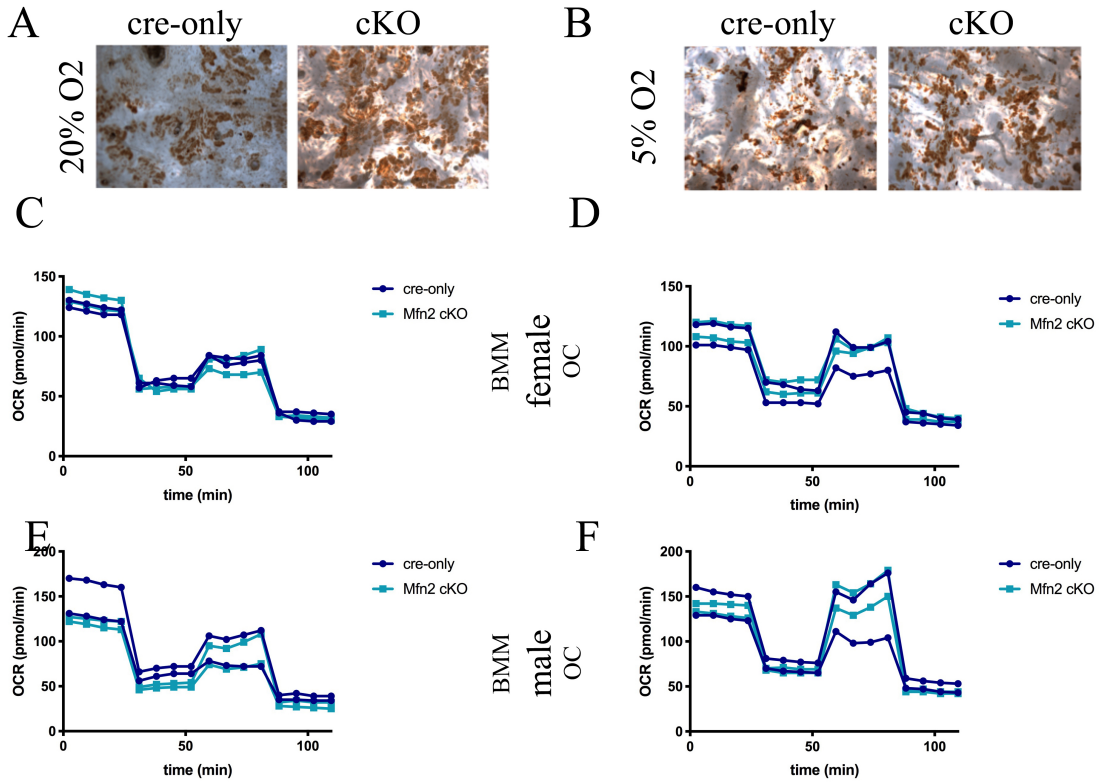 A
cre-only
cKO
B
cre-only
cKO
20% O2
5% O2
C
D
150
100
50
0
0
50
100
OCR (pmol/min)
time (min)
cre-only
Mfn2 cKO
BMM
female
OC
150
100
50
0
0
50
100
OCR (pmol/min)
time (min)
cre-only
Mfn2 cKO
E
F
200
150
100
50
0
0
50
100
OCR (pmol/min)
time (min)
cre-only
Mfn2 cKO
BMM
male
OC
200
150
100
50
0
0
50
100
OCR (pmol/min)
time (min)
cre-only
Mfn2 cKO